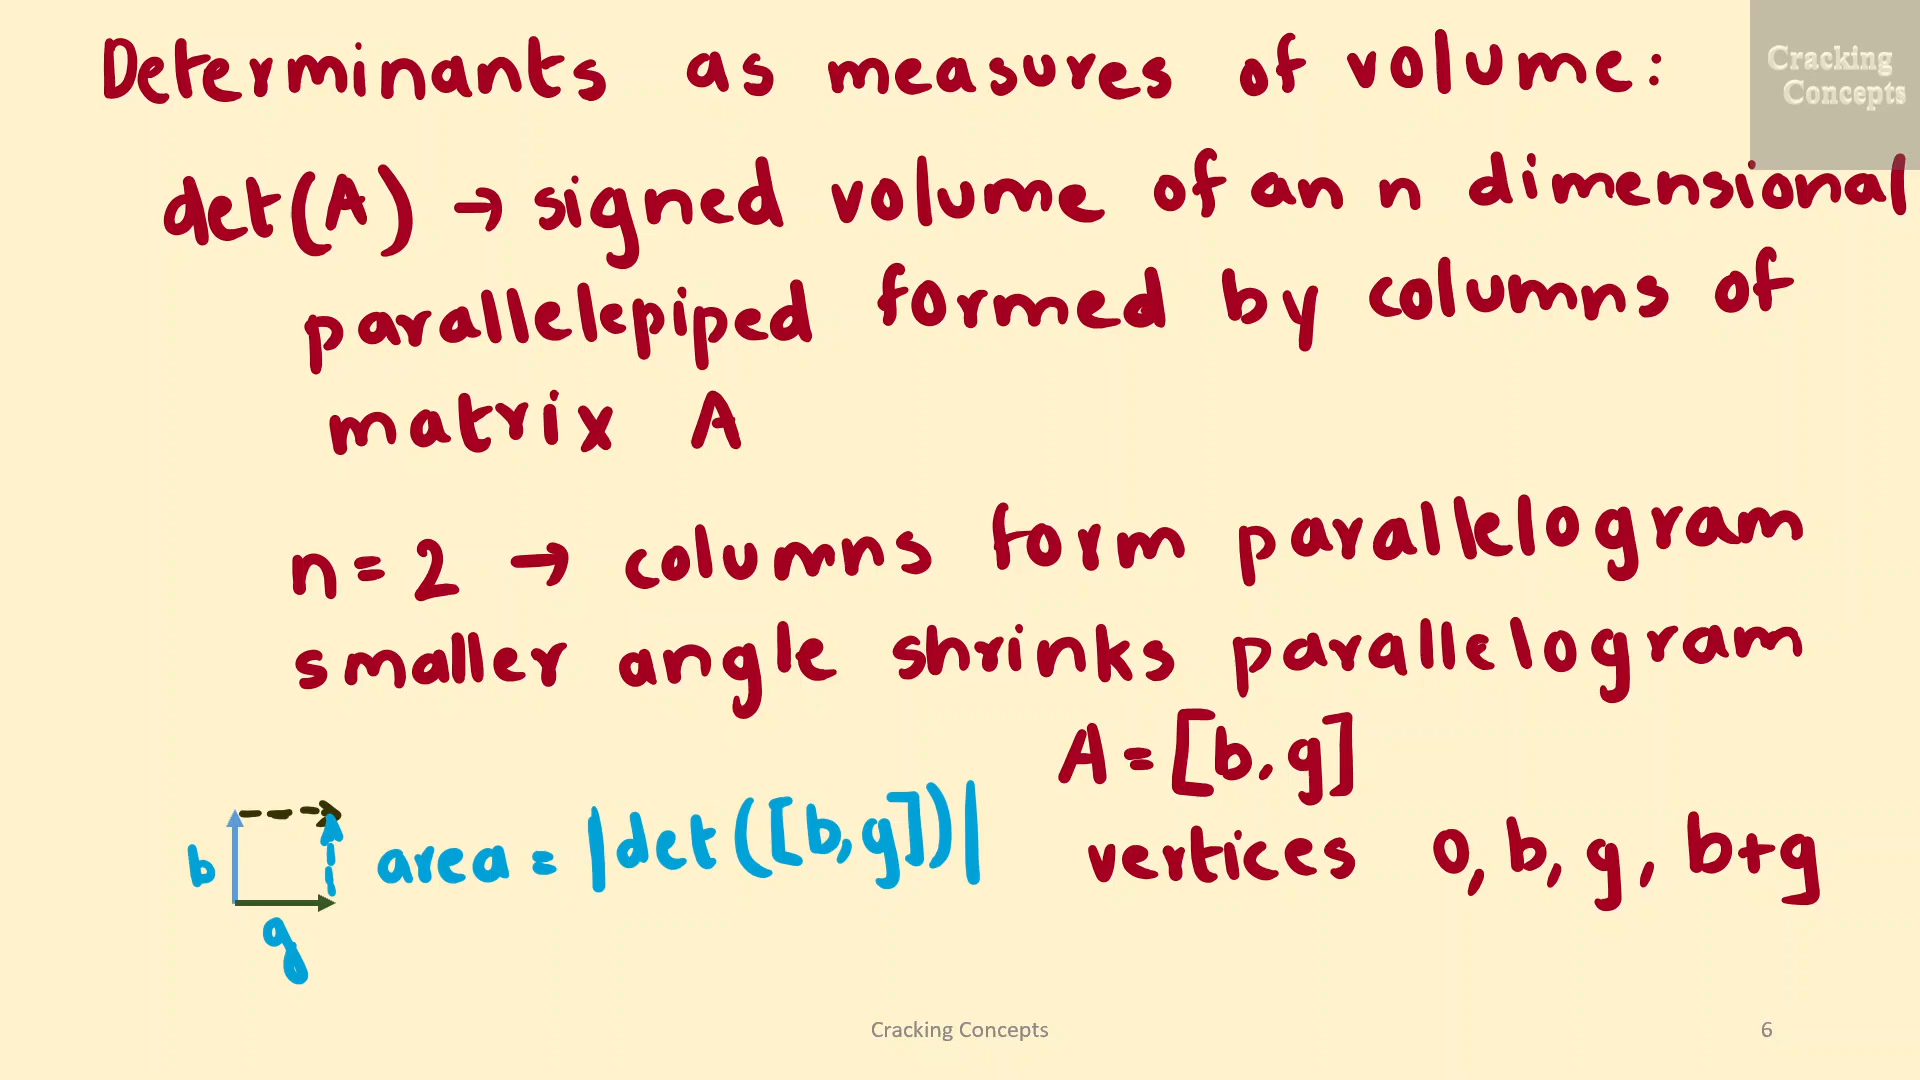 Determinants as measures of volume:
Cracking
Concepts
det(A) → signed volume of an n dimensional
parallelepiped formed by columns of
matrix A
n=2 → columns form parallelogram
smaller angle shrinks parallelogram
A=[b,g]
b area = |det([b,g])| vertices 0, b, g, b+g
g
Cracking Concepts 6